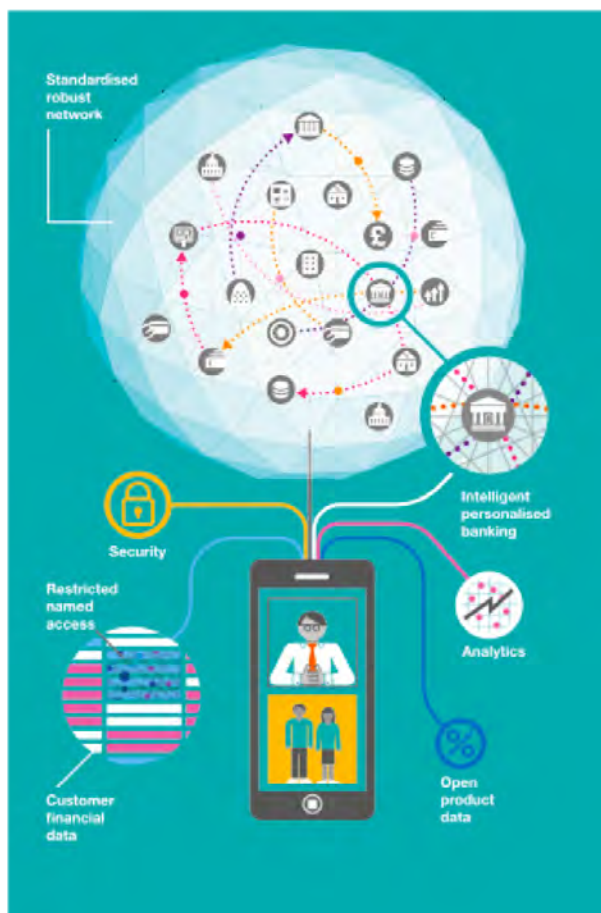 Standardised
robust
network
Intelligent
personalised
banking
Security
Restricted
named
access
Analytics
Customer
financial
data
Open
product
data